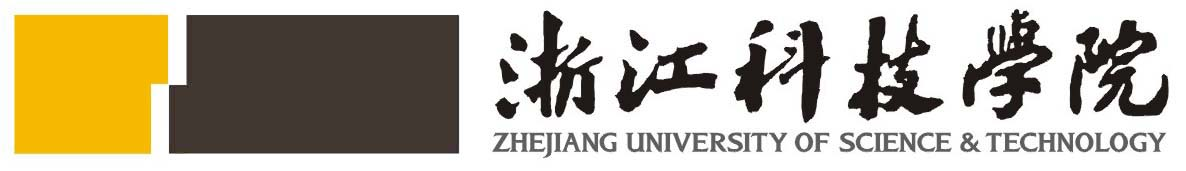 浙江科技學院
ZHEJIANG UNIVERSITY OF SCIENCE & TECHNOLOGY